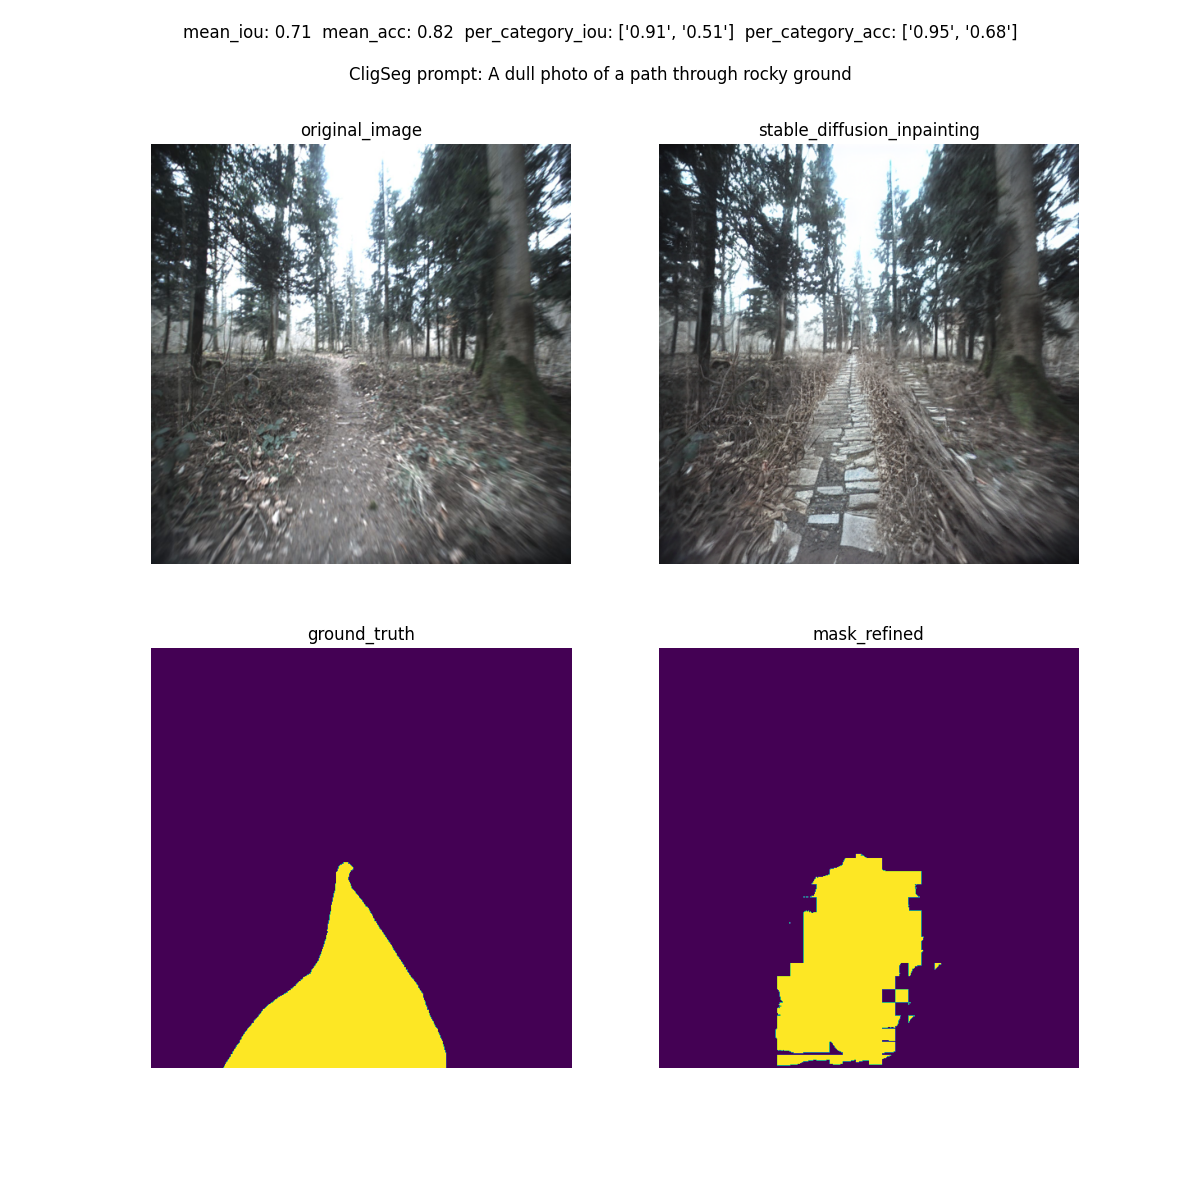 mean_iou: 0.71  mean_acc: 0.82  per_category_iou: ['0.91', '0.51']  per_category_acc: ['0.95', '0.68']
CligSeg prompt: A dull photo of a path through rocky ground
original_image
stable_diffusion_inpainting
ground_truth
mask_refined